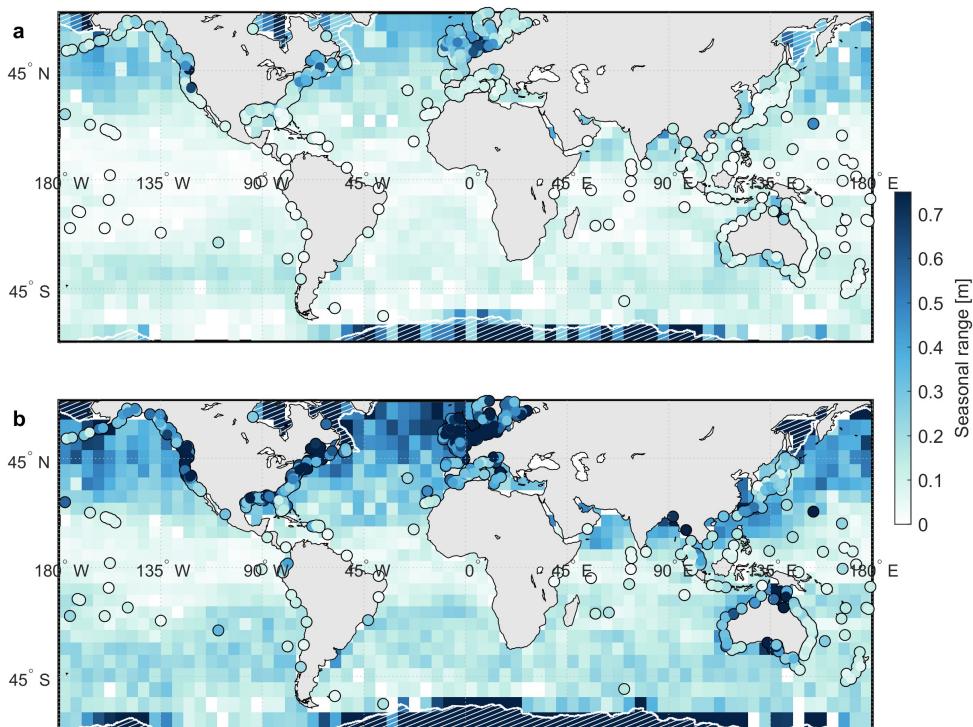 a
45° N
180° W
135° W
90° W
45° W
0°
45° E
90° E
135° E
180° E
45° S
0.7
0.6
0.5
0.4
0.3
0.2
0.1
0
Seasonal range [m]
b
45° N
180° W
135° W
90° W
45° W
0°
45° E
90° E
135° E
180° E
45° S